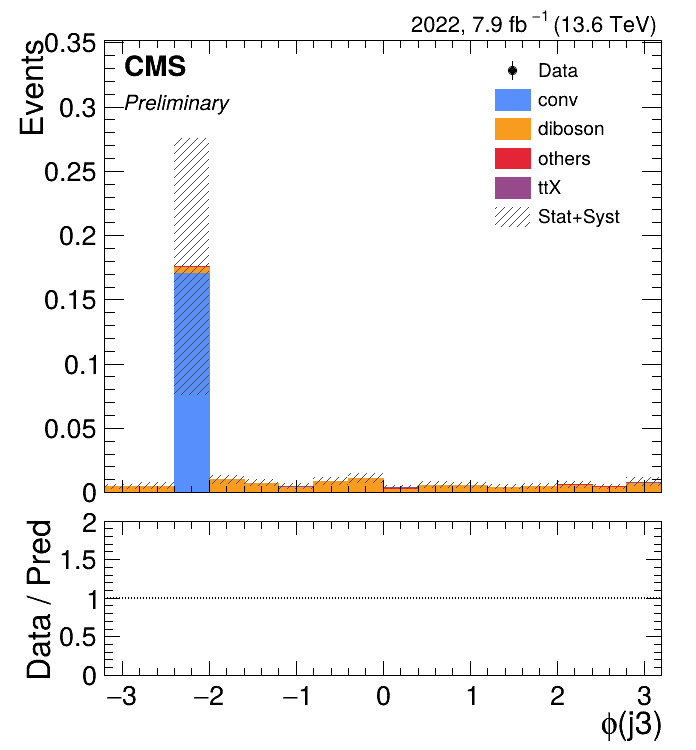 2022, 7.9 fb⁻¹ (13.6 TeV)
Events
CMS
Preliminary
Data
conv
diboson
others
ttX
Stat+Syst
0.35
0.3
0.25
0.2
0.15
0.1
0.05
0
Data / Pred
2
1.5
1
0.5
0
−3 −2 −1 0 1 2 3
ϕ(j3)